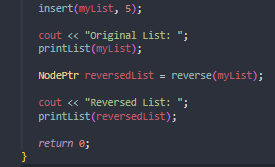 insert(myList, 5);
cout << "Original List: ";
printList(myList);
NodePtr reversedList = reverse(myList);
cout << "Reversed List: ";
printList(reversedList);
return 0;
}